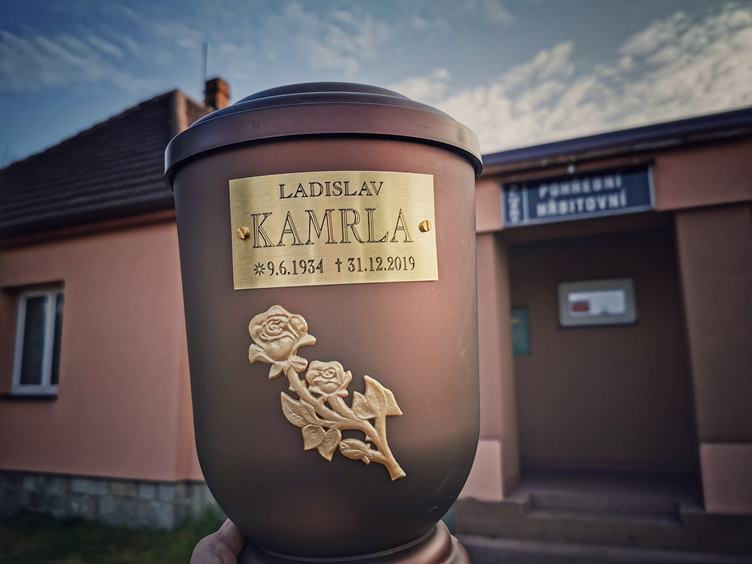 LADISLAV
KAMRLA
✳9.6.1934 †31.12.2019
POHŘEBNÍ
HŘBITOVNÍ